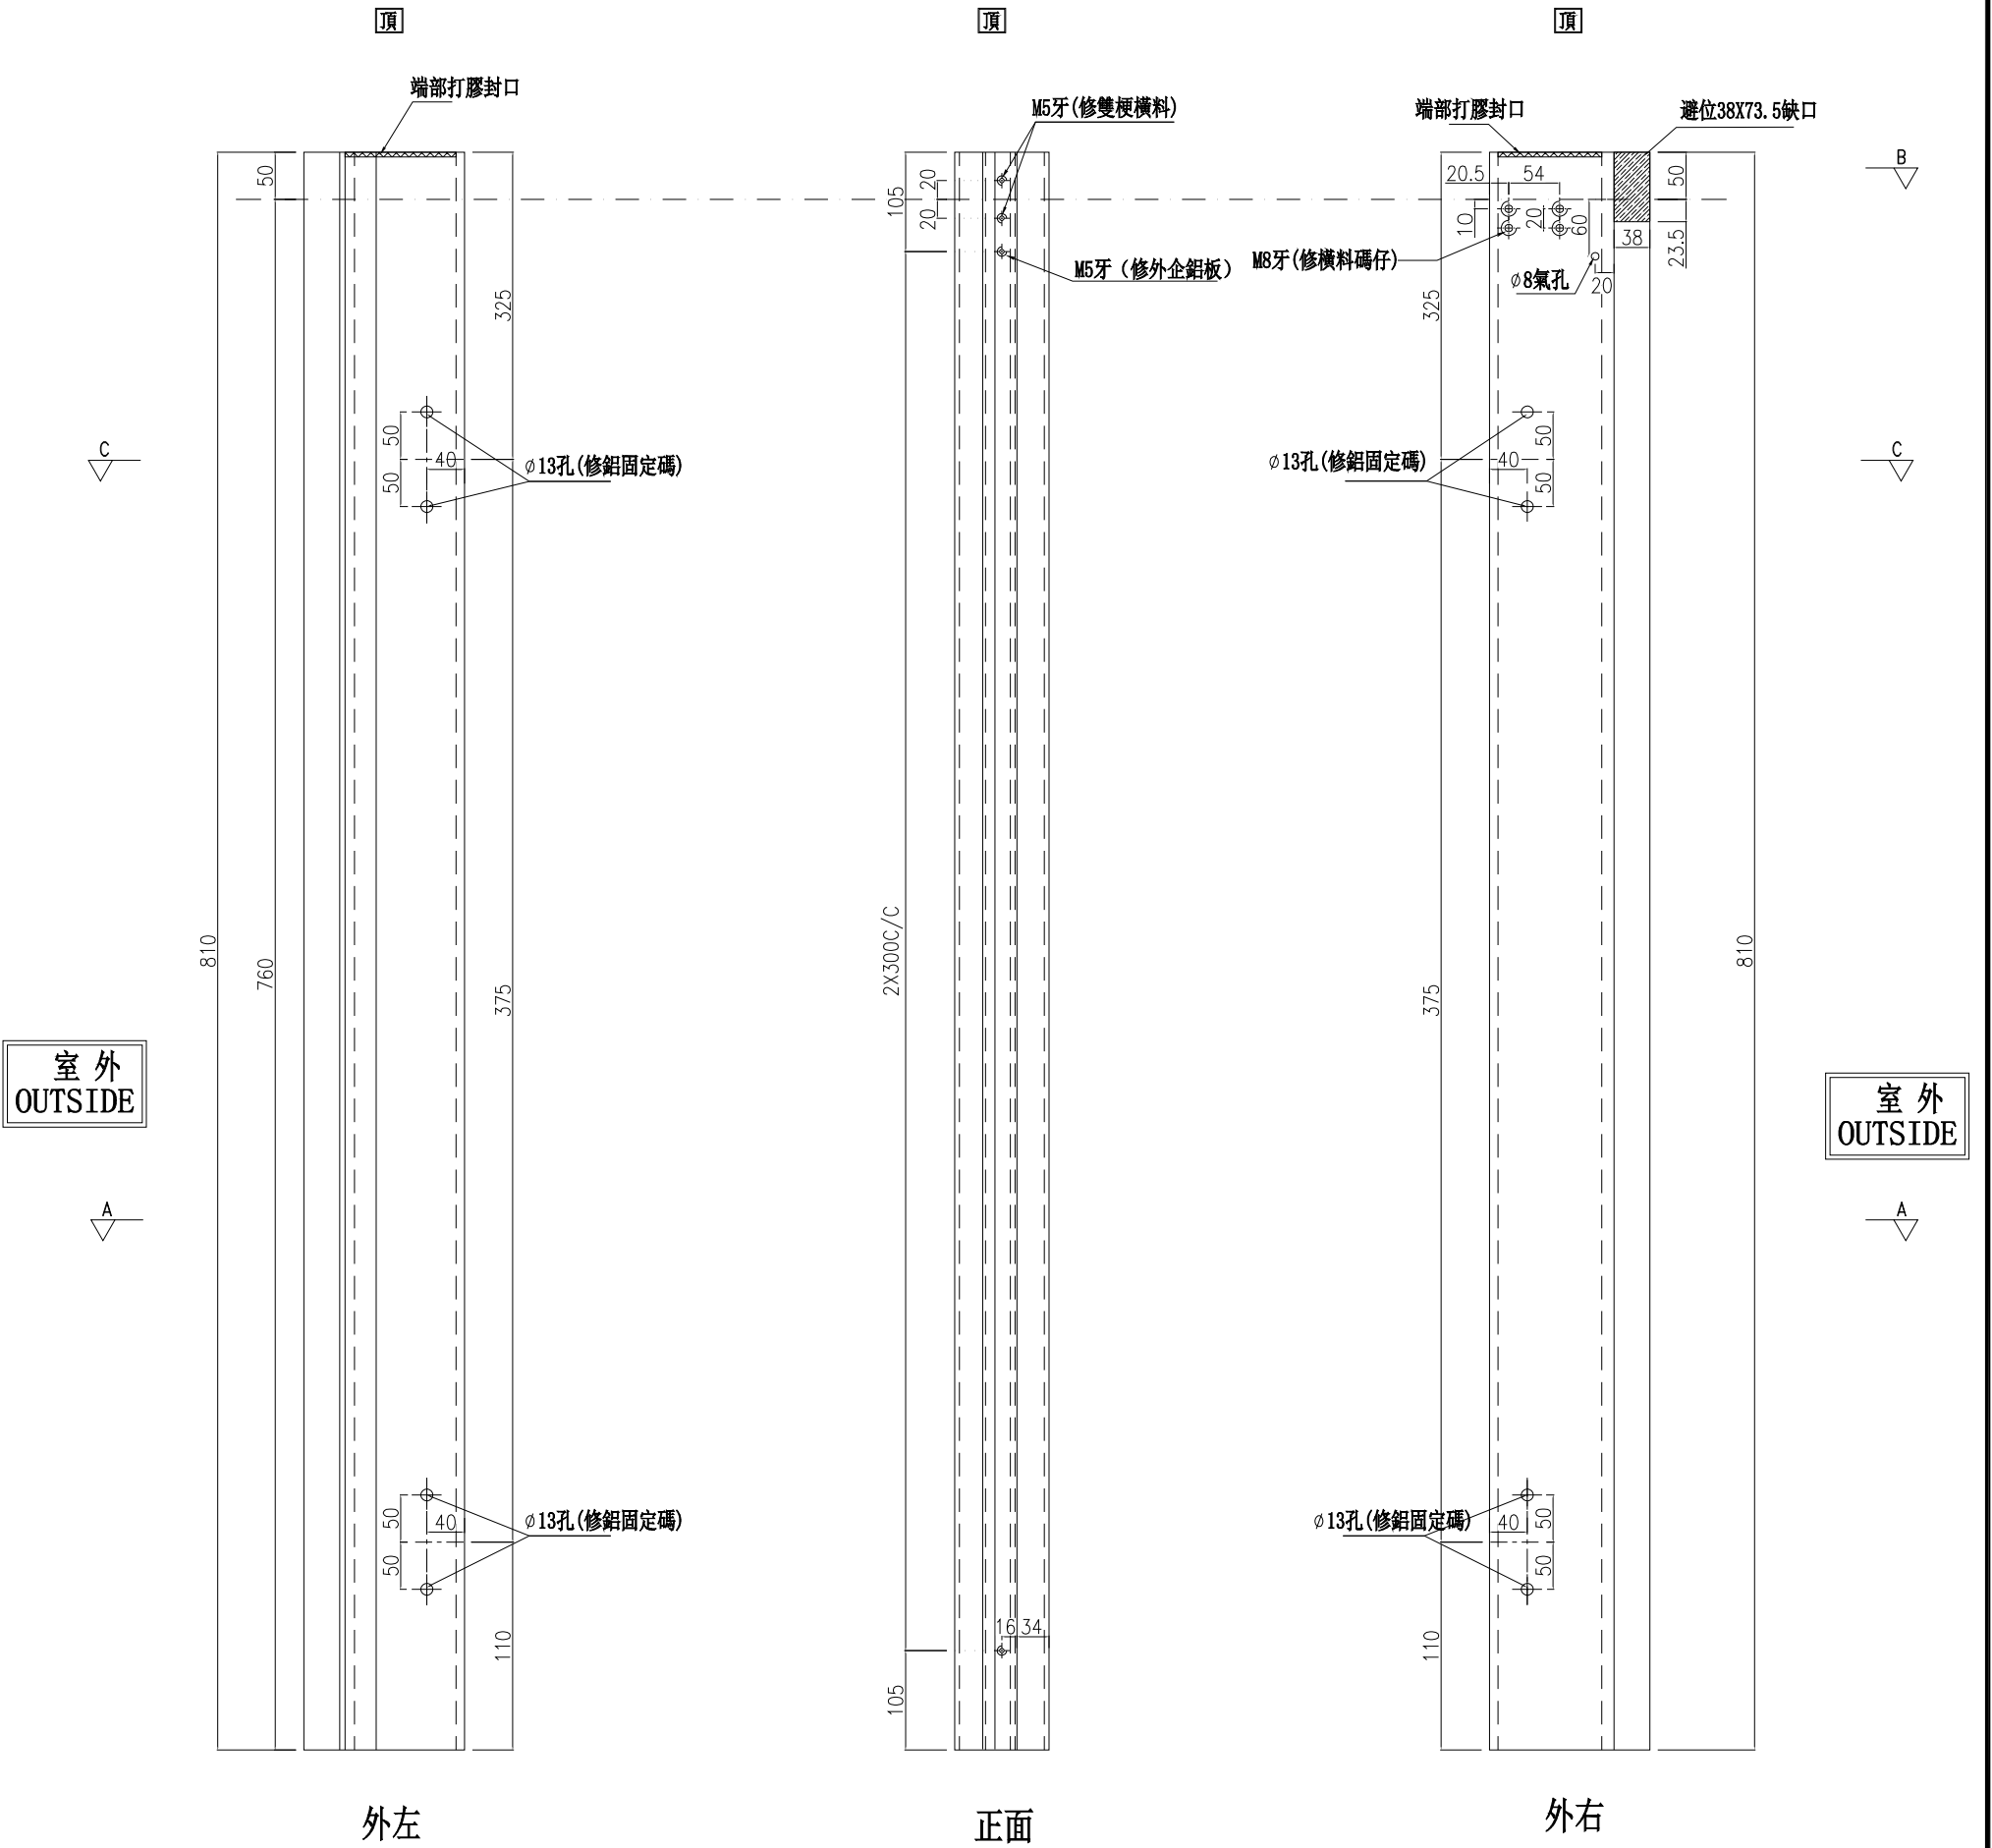 頂
頂
頂
端部打膠封口
M5牙(修雙梗橫料)
端部打膠封口
避位38X73.5缺口
B
50
105
20
20
20.5
54
50
10
20
60
38
23.5
M5牙（修外企鋁板）
M8牙(修橫料碼仔)
⌀8氣孔
20
325
325
C
50
50
40
⌀13孔(修鋁固定碼)
⌀13孔(修鋁固定碼)
40
50
50
C
810
760
375
2X300C/C
375
810
室外
OUTSIDE
室外
OUTSIDE
A
A
50
50
40
⌀13孔(修鋁固定碼)
⌀13孔(修鋁固定碼)
40
50
50
110
16
34
105
110
外左
正面
外右